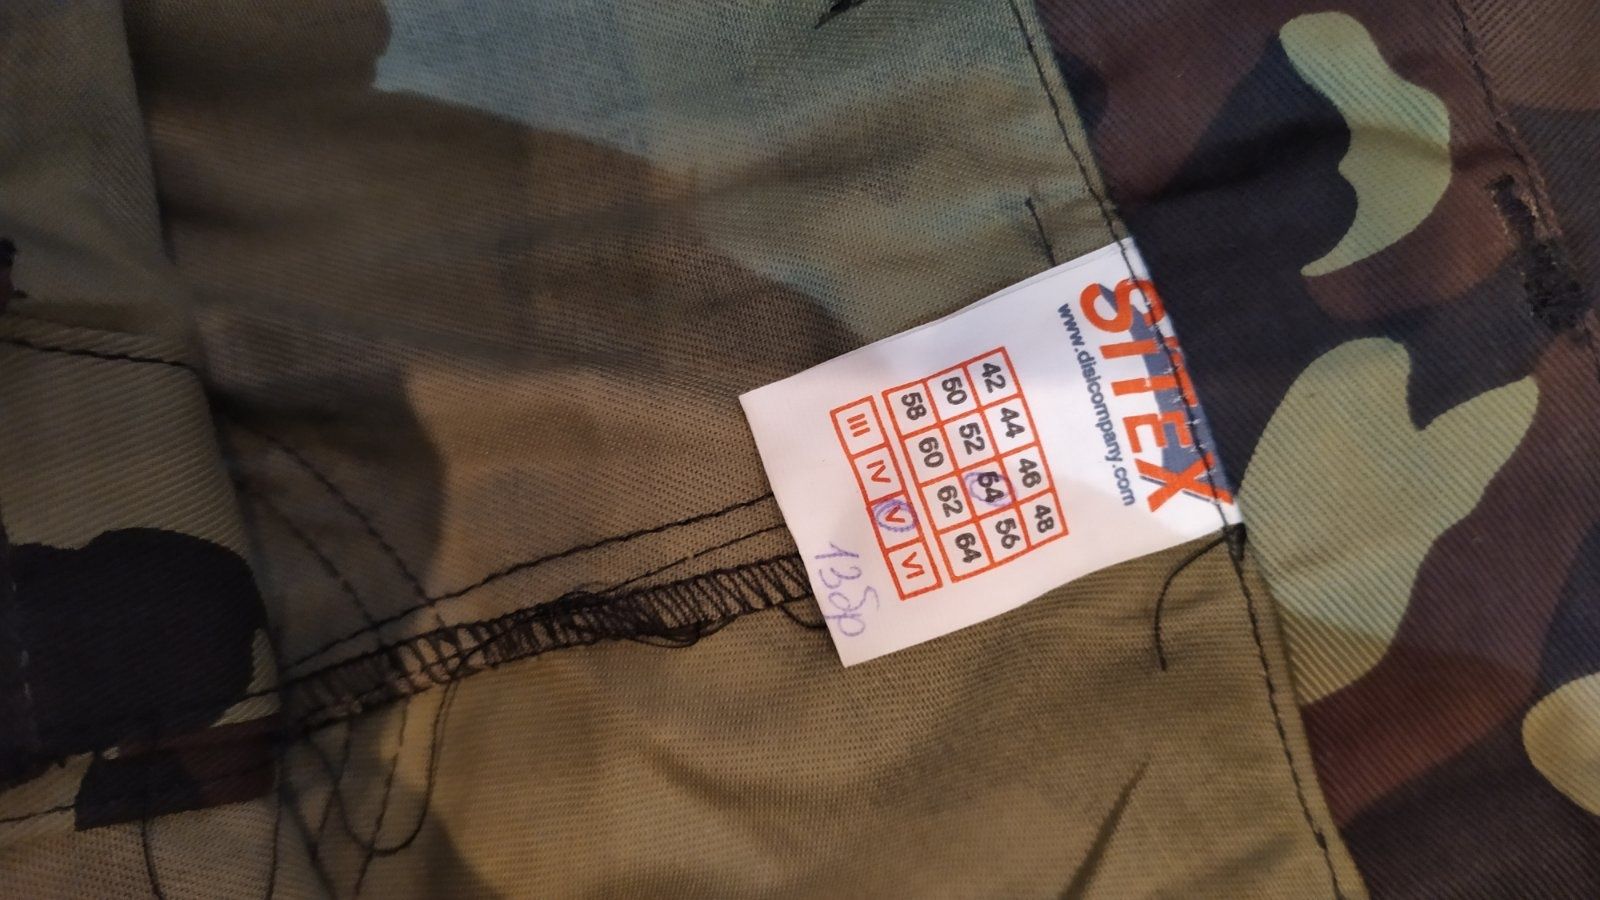 SITEX
www.disicompany.com
42 44 46 48
50 52 54 56
58 60 62 64
III IV V VI
13бр